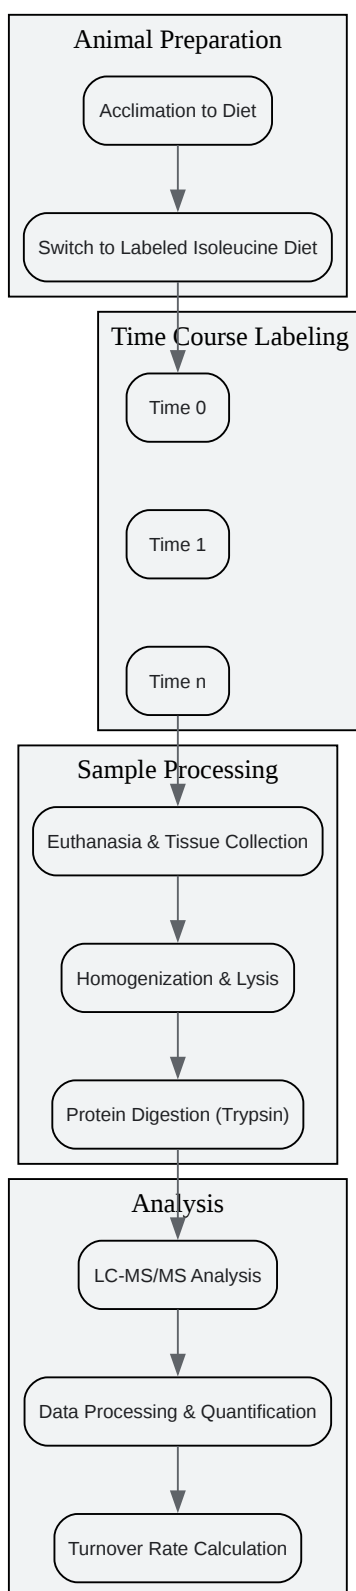 Animal Preparation
Acclimation to Diet
Switch to Labeled Isoleucine Diet
Time Course Labeling
Time 0
Time 1
Time n
Sample Processing
Euthanasia & Tissue Collection
Homogenization & Lysis
Protein Digestion (Trypsin)
Analysis
LC-MS/MS Analysis
Data Processing & Quantification
Turnover Rate Calculation